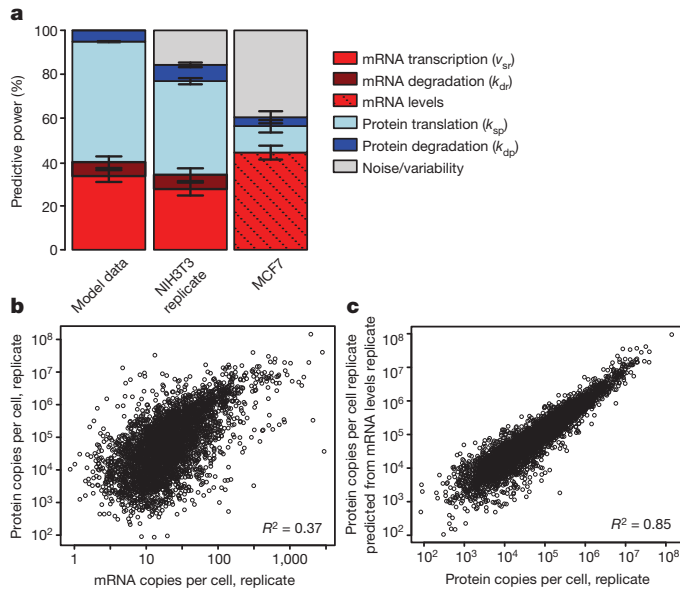 a
Predictive power (%)
100
80
60
40
20
0
Model data
NIH3T3
replicate
MCF7
mRNA transcription (vsr)
mRNA degradation (kdr)
mRNA levels
Protein translation (ksp)
Protein degradation (kdp)
Noise/variability
b
Protein copies per cell, replicate
10⁸
10⁷
10⁶
10⁵
10⁴
10³
10²
1
10
100
1,000
mRNA copies per cell, replicate
R² = 0.37
c
Protein copies per cell replicate
predicted from mRNA levels replicate
10⁸
10⁷
10⁶
10⁵
10⁴
10³
10²
10²
10³
10⁴
10⁵
10⁶
10⁷
10⁸
Protein copies per cell, replicate
R² = 0.85